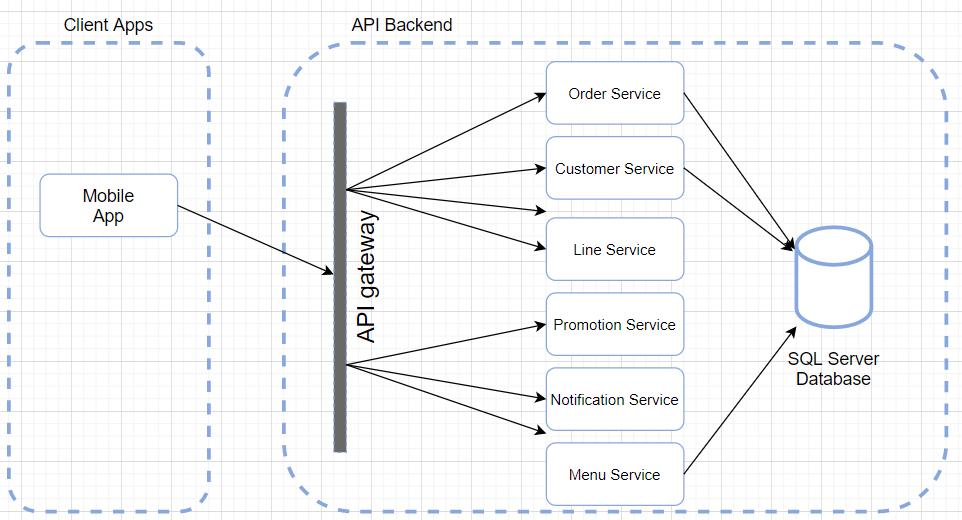 Client Apps
API Backend
Mobile
App
API gateway
Order Service
Customer Service
Line Service
Promotion Service
Notification Service
Menu Service
SQL Server
Database